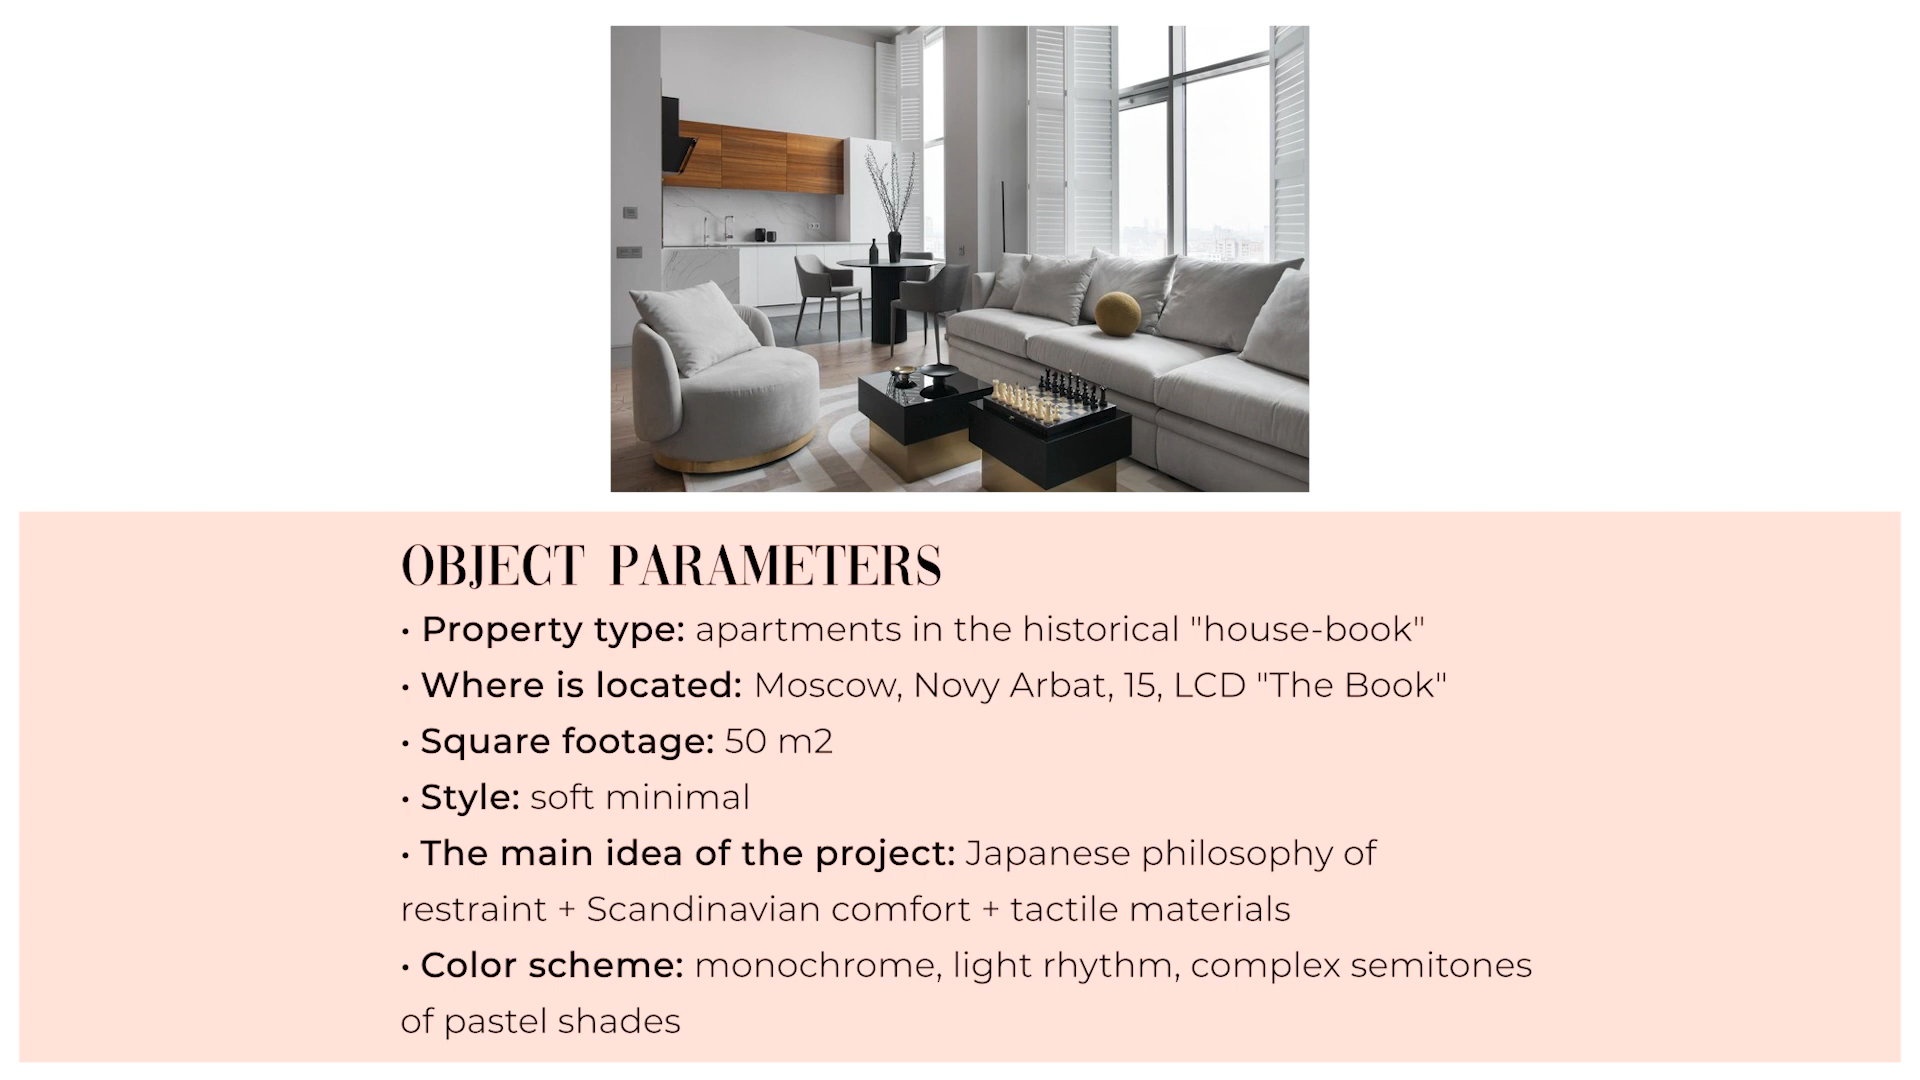 OBJECT PARAMETERS
• Property type: apartments in the historical "house-book"
• Where is located: Moscow, Novy Arbat, 15, LCD "The Book"
• Square footage: 50 m2
• Style: soft minimal
• The main idea of the project: Japanese philosophy of
restraint + Scandinavian comfort + tactile materials
• Color scheme: monochrome, light rhythm, complex semitones
of pastel shades